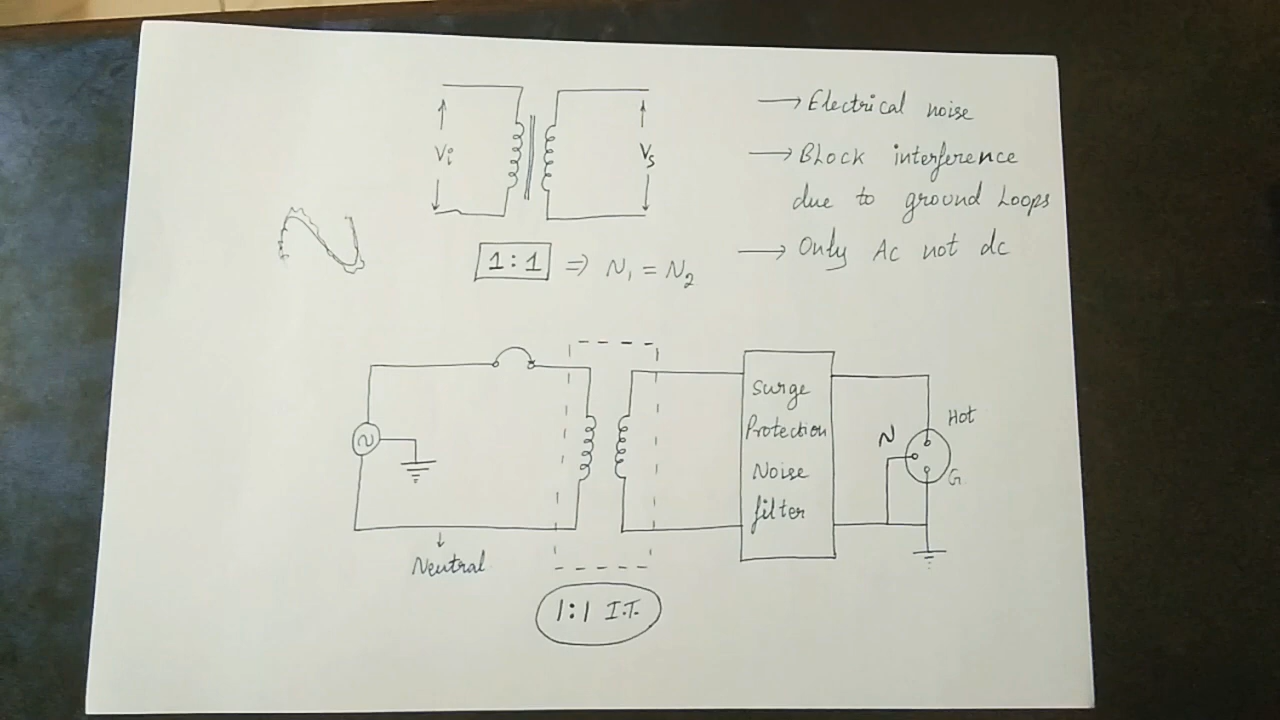 Vi
Vs
1:1 ⇒ N1 = N2
→ Electrical noise
→ Block interference
due to ground Loops
→ Only Ac not dc
Neutral
1:1 I.T.
Surge
Protection
Noise
filter
N
Hot
G